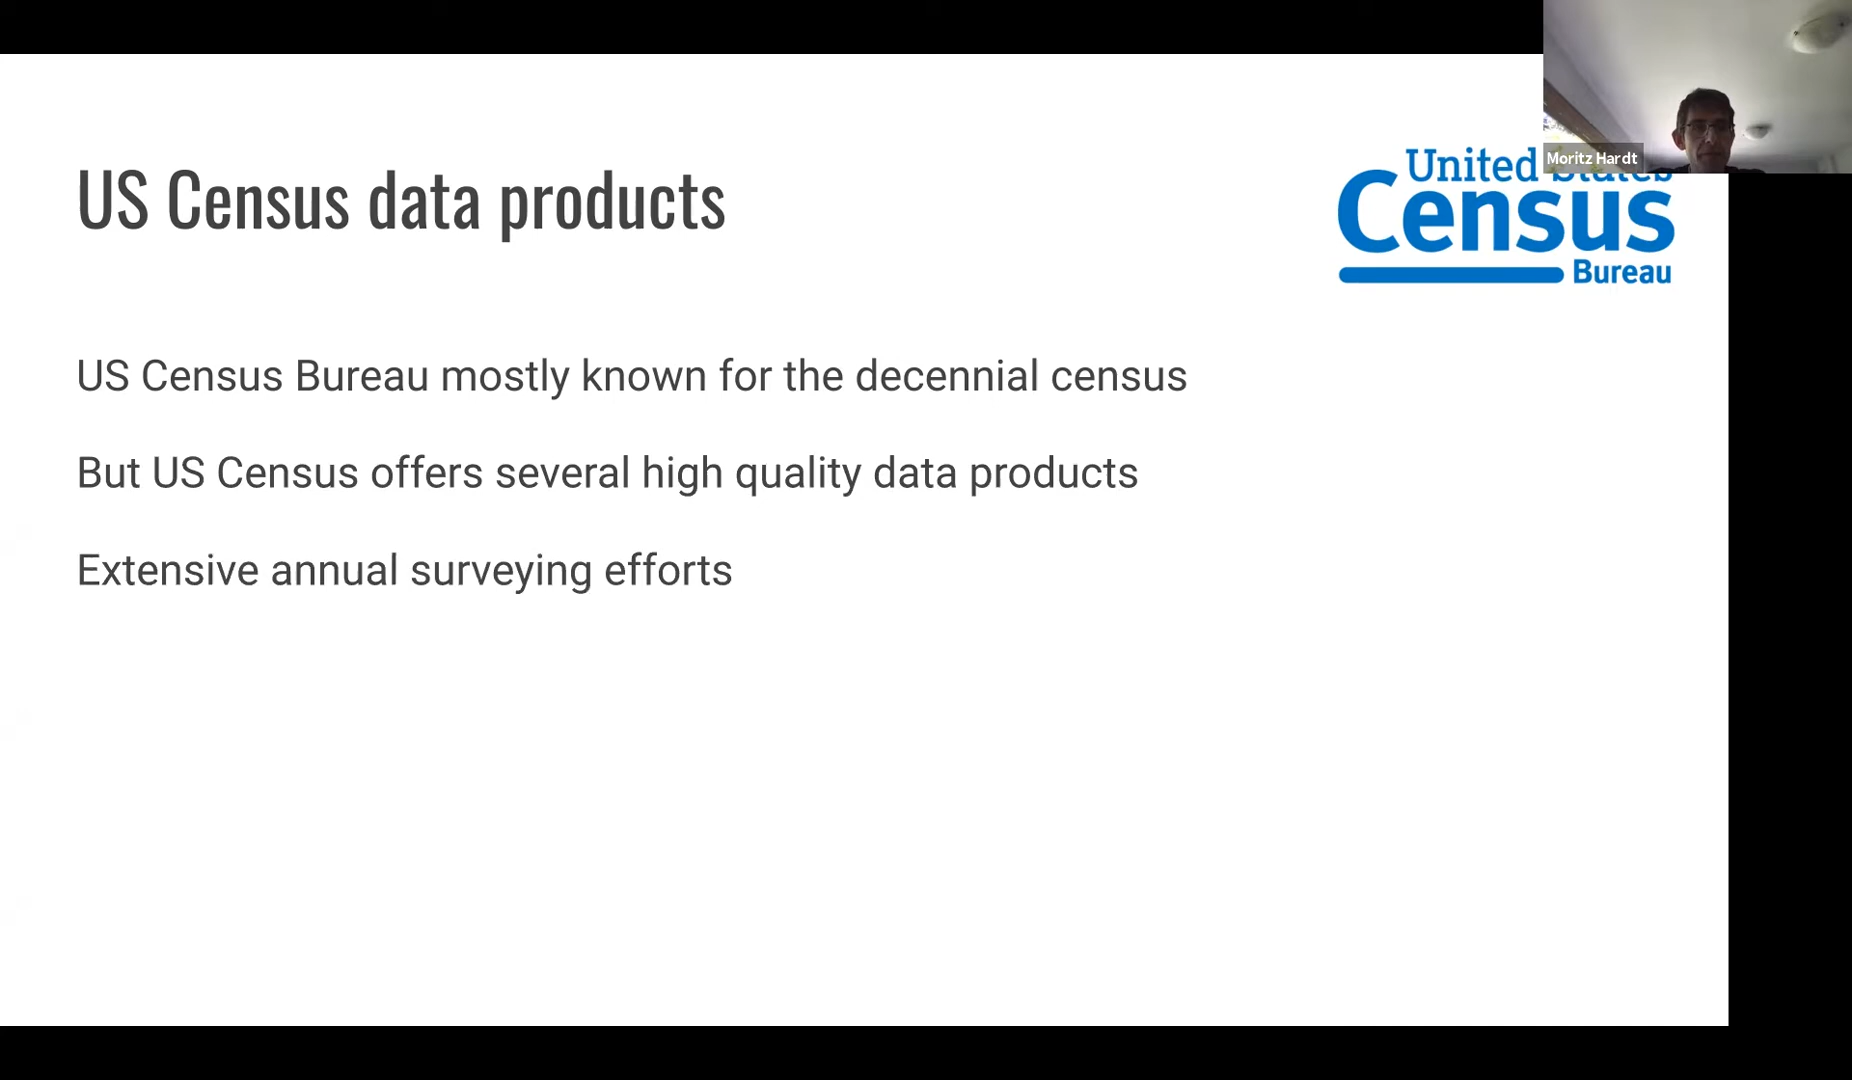 Moritz Hardt
United
Census
Bureau
US Census data products
US Census Bureau mostly known for the decennial census
But US Census offers several high quality data products
Extensive annual surveying efforts